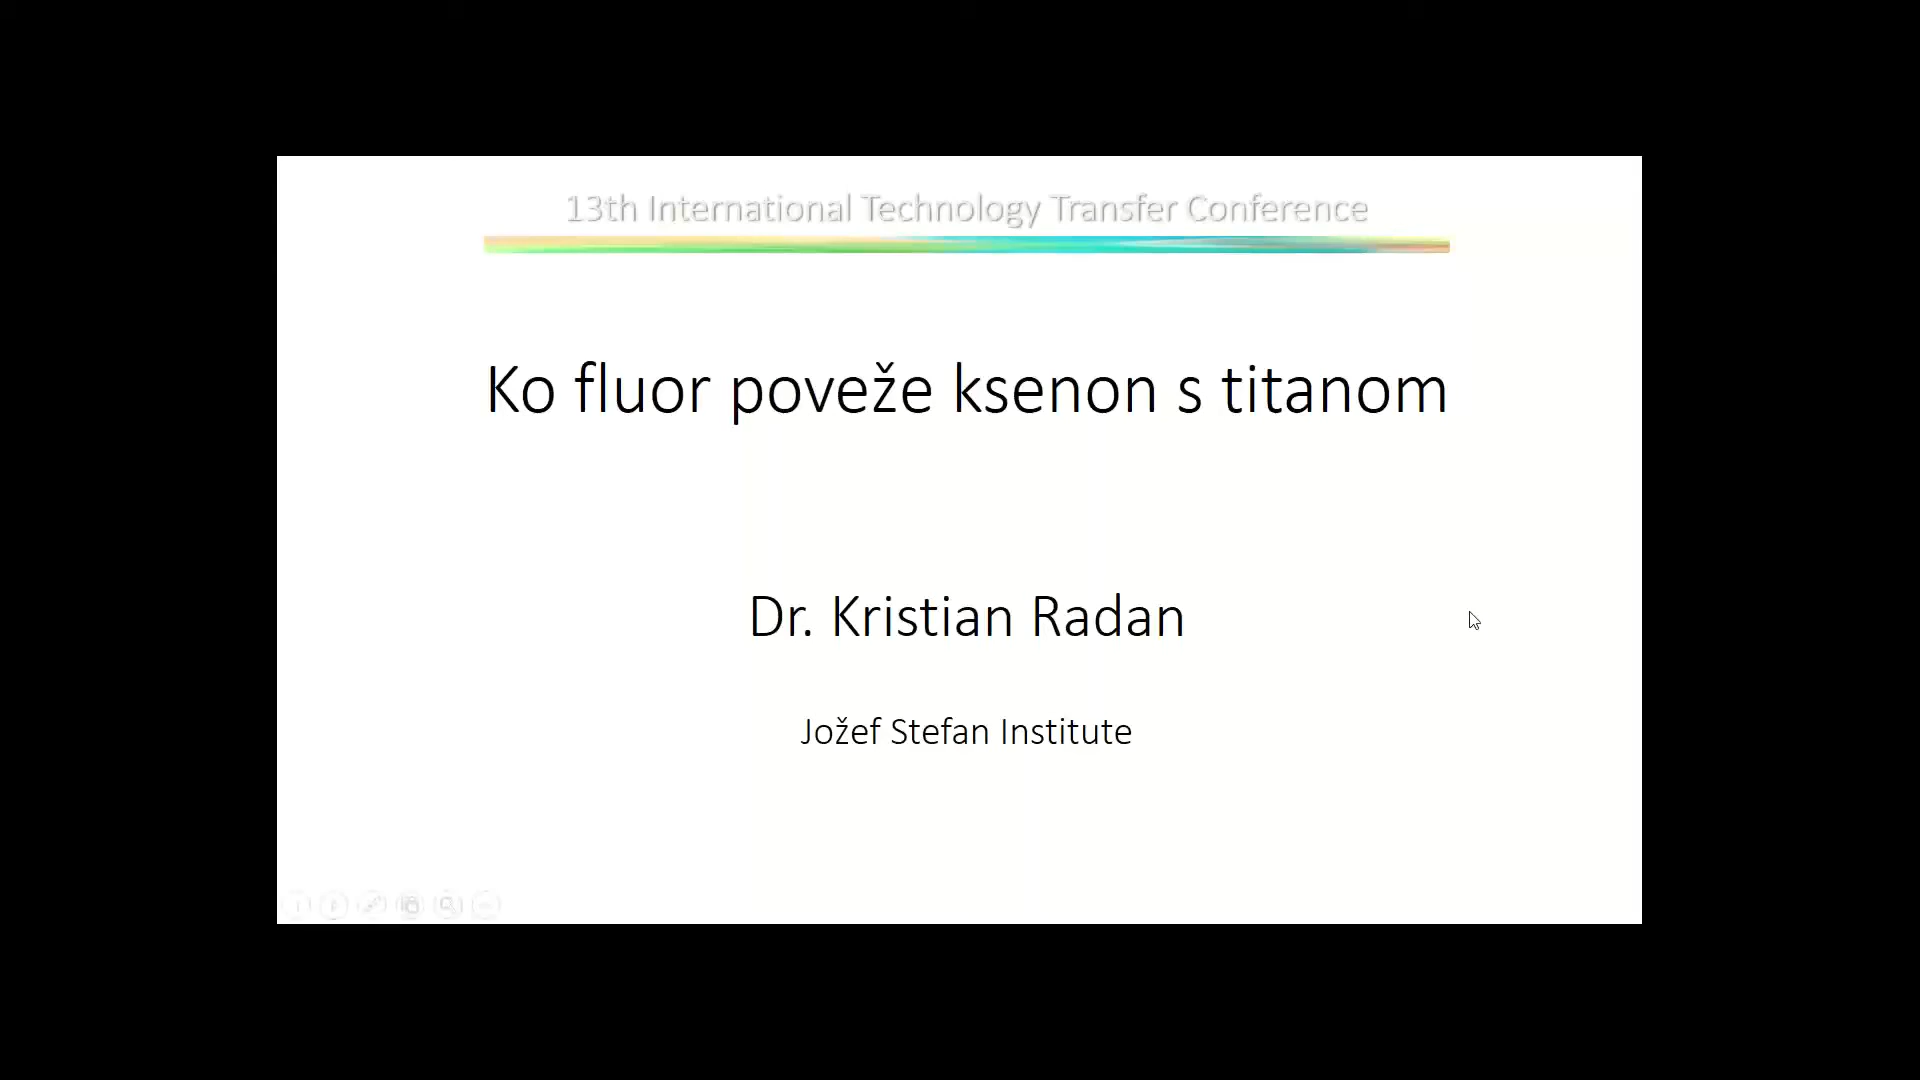 13th International Technology Transfer Conference
Ko fluor poveže ksenon s titanom
Dr. Kristian Radan
Jožef Stefan Institute